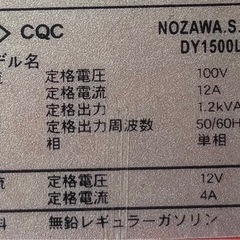 CQC NOZAWA.S.
デル名 DY1500L
流 定格電圧 100V
定格電流 12A
定格出力 1.2kVA
定格出力周波数 50/60H
相 単相
流 定格電圧 12V
定格電流 4A
料 無鉛レギュラーガソリン